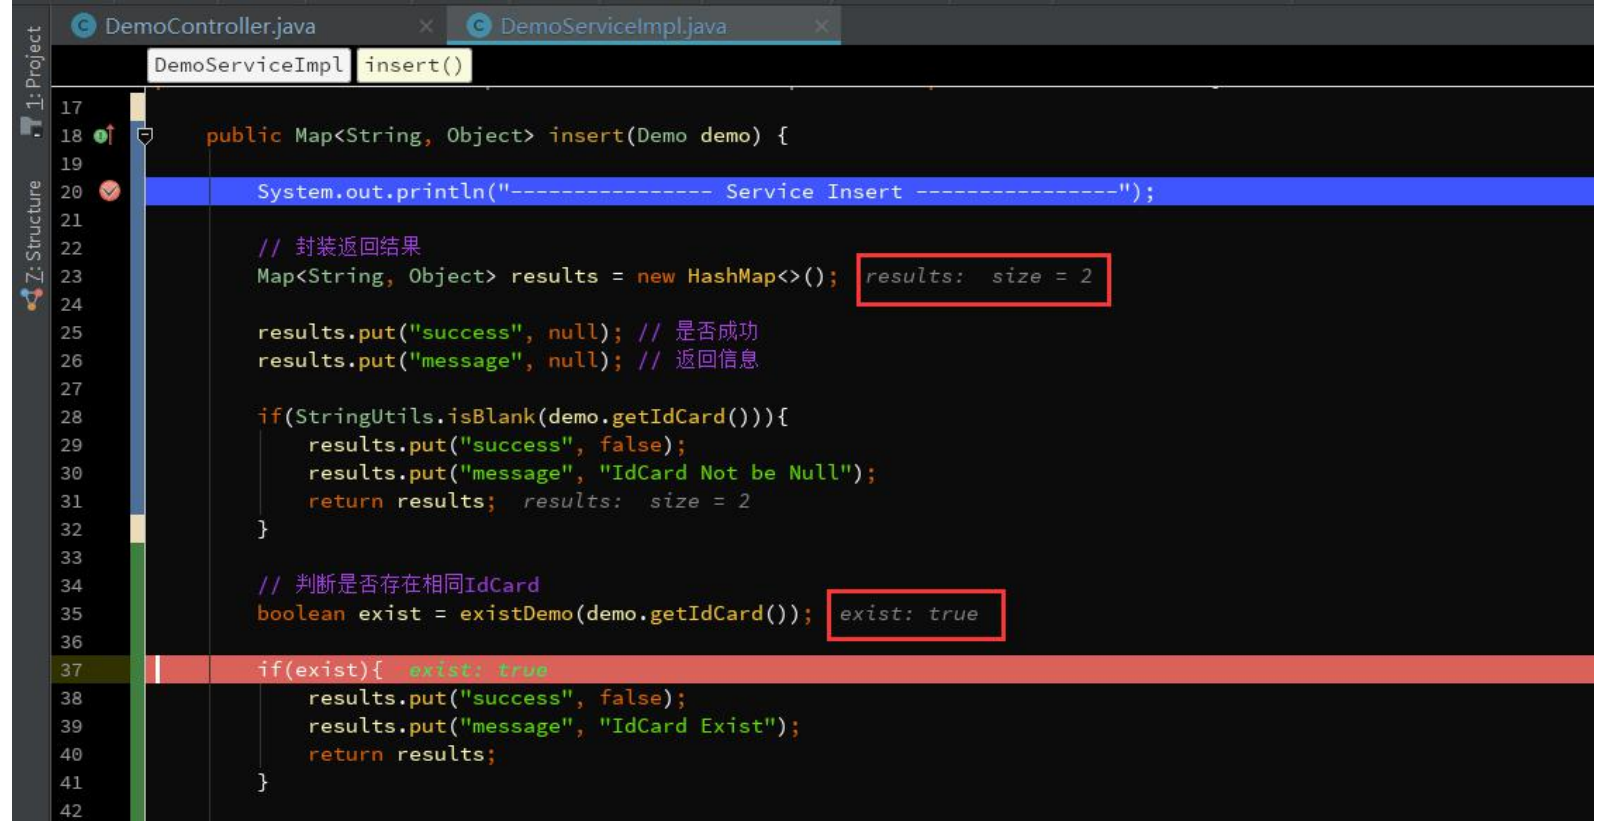 DemoController.java × DemoServiceImpl.java ×
1: Project
Z: Structure
DemoServiceImpl insert()
17
18 public Map<String, Object> insert(Demo demo) {
19
20 System.out.println("---------------- Service Insert ----------------");
21
22 // 封装返回结果
23 Map<String, Object> results = new HashMap<>(); results: size = 2
24
25 results.put("success", null); // 是否成功
26 results.put("message", null); // 返回信息
27
28 if(StringUtils.isBlank(demo.getIdCard())){
29 results.put("success", false);
30 results.put("message", "IdCard Not be Null");
31 return results; results: size = 2
32 }
33
34 // 判断是否存在相同IdCard
35 boolean exist = existDemo(demo.getIdCard()); exist: true
36
37 if(exist){ exist: true
38 results.put("success", false);
39 results.put("message", "IdCard Exist");
40 return results;
41 }
42